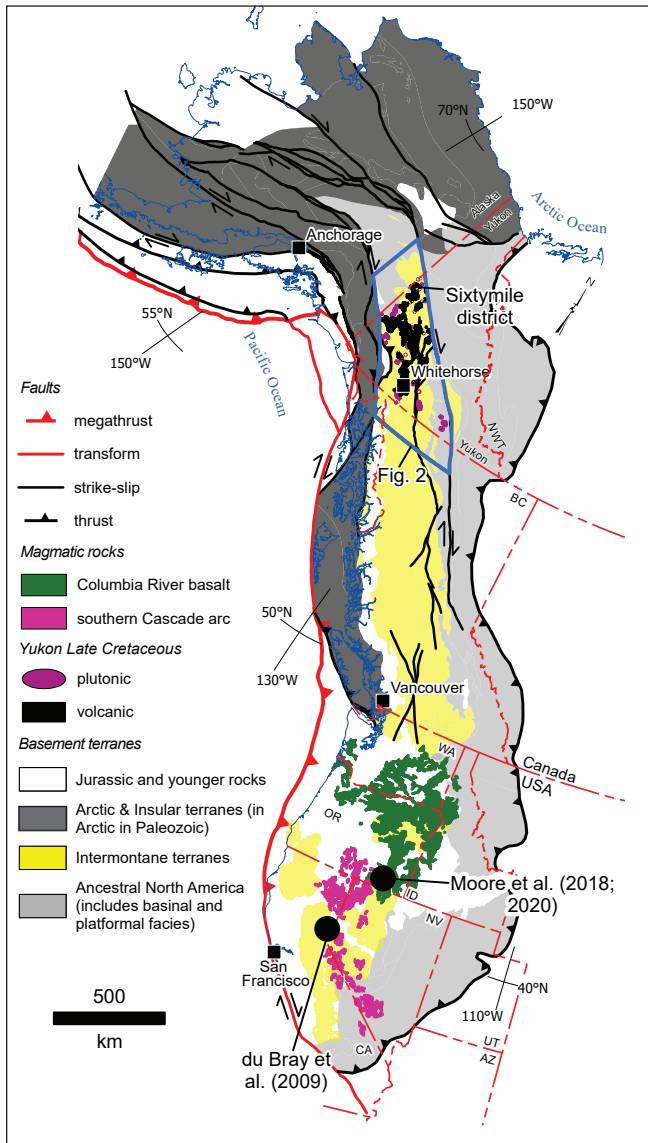 70°N
150°W
Alaska
Yukon
Arctic Ocean
Anchorage
N
Sixtymile
district
55°N
150°W
Pacific Ocean
Whitehorse
Faults
megathrust
transform
strike-slip
thrust
NWT
Yukon
Fig. 2
BC
Magmatic rocks
Columbia River basalt
southern Cascade arc
50°N
130°W
Yukon Late Cretaceous
plutonic
volcanic
Vancouver
Basement terranes
Jurassic and younger rocks
Arctic & Insular terranes (in
Arctic in Paleozoic)
Intermontane terranes
Ancestral North America
(includes basinal and
platformal facies)
WA
Canada
USA
OR
ID
NV
Moore et al. (2018;
2020)
San
Francisco
40°N
110°W
500
km
CA
UT
AZ
du Bray et
al. (2009)